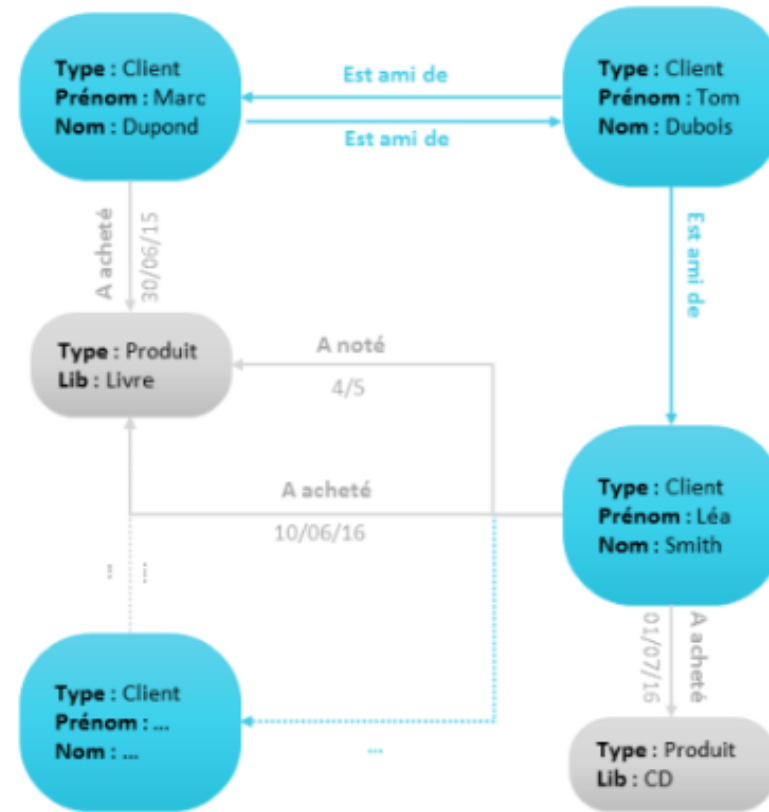 Type : Client
Prénom : Marc
Nom : Dupond
Est ami de
Est ami de
Type : Client
Prénom : Tom
Nom : Dubois
A acheté
30/06/15
Est ami de
Type : Produit
Lib : Livre
A noté
4/5
A acheté
10/06/16
Type : Client
Prénom : Léa
Nom : Smith
...
...
A acheté
01/07/16
Type : Client
Prénom : ...
Nom : ...
...
Type : Produit
Lib : CD